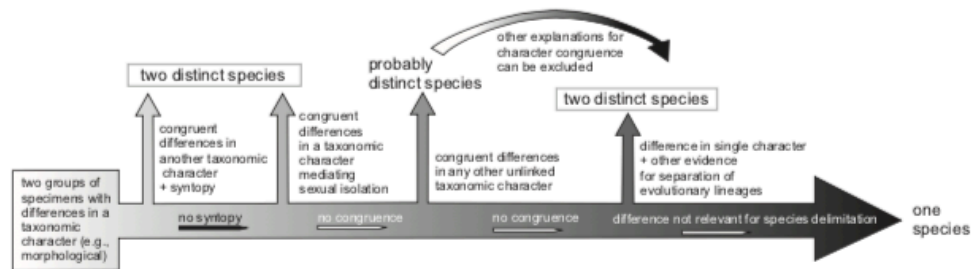 other explanations for
character congruence
can be excluded
two distinct species
probably
distinct species
two distinct species
congruent
differences in
another taxonomic
character
+ syntopy
congruent
differences
in a taxonomic
character
mediating
sexual isolation
congruent differences
in any other unlinked
taxonomic character
difference in single character
+ other evidence
for separation of
evolutionary lineages
two groups of
specimens with
differences in a
taxonomic
character (e.g.,
morphological)
no syntopy
no congruence
no congruence
difference not relevant for species delimitation
one
species